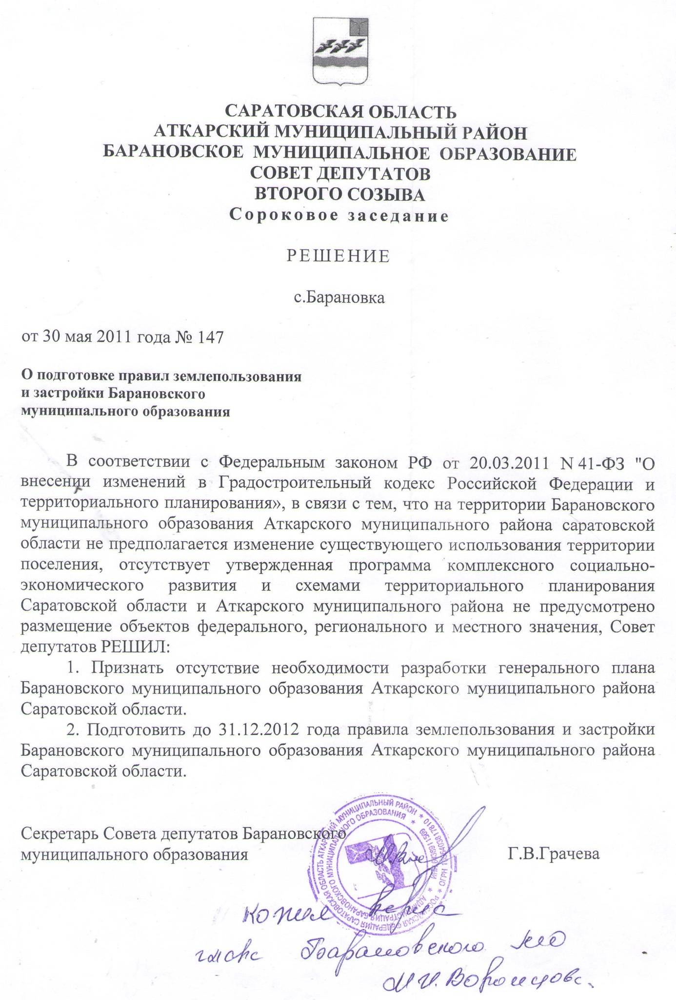 САРАТОВСКАЯ ОБЛАСТЬ
АТКАРСКИЙ МУНИЦИПАЛЬНЫЙ РАЙОН
БАРАНОВСКОЕ МУНИЦИПАЛЬНОЕ ОБРАЗОВАНИЕ
СОВЕТ ДЕПУТАТОВ
ВТОРОГО СОЗЫВА
Сороковое заседание
РЕШЕНИЕ
с.Барановка
от 30 мая 2011 года № 147
О подготовке правил землепользования
и застройки Барановского
муниципального образования
В соответствии с Федеральным законом РФ от 20.03.2011 N 41-ФЗ "О
внесении изменений в Градостроительный кодекс Российской Федерации и
территориального планирования», в связи с тем, что на территории Барановского
муниципального образования Аткарского муниципального района саратовской
области не предполагается изменение существующего использования территории
поселения, отсутствует утвержденная программа комплексного социально-
экономического развития и схемами территориального планирования
Саратовской области и Аткарского муниципального района не предусмотрено
размещение объектов федерального, регионального и местного значения, Совет
депутатов РЕШИЛ:
1. Признать отсутствие необходимости разработки генерального плана
Барановского муниципального образования Аткарского муниципального района
Саратовской области.
2. Подготовить до 31.12.2012 года правила землепользования и застройки
Барановского муниципального образования Аткарского муниципального района
Саратовской области.
Секретарь Совета депутатов Барановского
муниципального образования Г.В.Грачева
РОССИЙСКАЯ ФЕДЕРАЦИЯ САРАТОВСКАЯ ОБЛАСТЬ АТКАРСКИЙ МУНИЦИПАЛЬНЫЙ РАЙОН * ОГРН
АДМИНИСТРАЦИЯ БАРАНОВСКОГО МУНИЦИПАЛЬНОГО ОБРАЗОВАНИЯ * ИНН
Копия верна
глава Барановского МО
М.И.Воронцова.